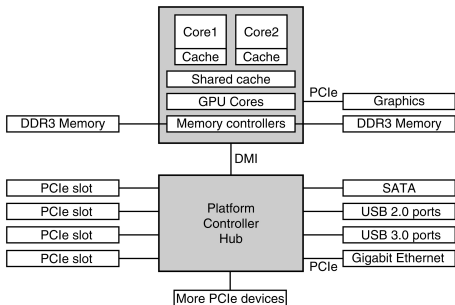 Core1 Core2
Cache Cache
Shared cache
GPU Cores
PCIe
Graphics
DDR3 Memory
Memory controllers
DDR3 Memory
DMI
PCIe slot
PCIe slot
PCIe slot
PCIe slot
Platform
Controller
Hub
SATA
USB 2.0 ports
USB 3.0 ports
PCIe
Gigabit Ethernet
More PCIe devices